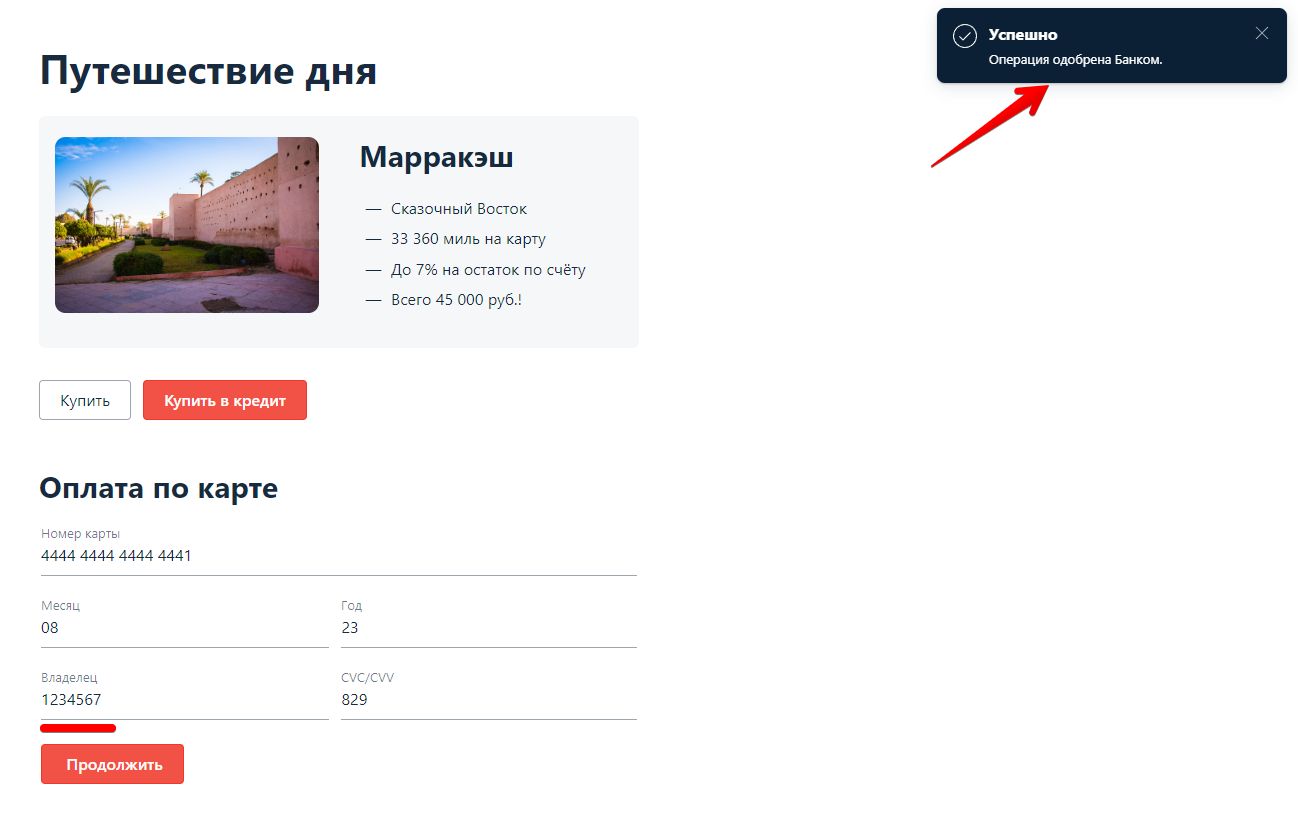 Успешно
Операция одобрена Банком.
Путешествие дня
Марракэш
— Сказочный Восток
— 33 360 миль на карту
— До 7% на остаток по счёту
— Всего 45 000 руб.!
Купить
Купить в кредит
Оплата по карте
Номер карты
4444 4444 4444 4441
Месяц
Год
08
23
Владелец
CVC/CVV
1234567
829
Продолжить